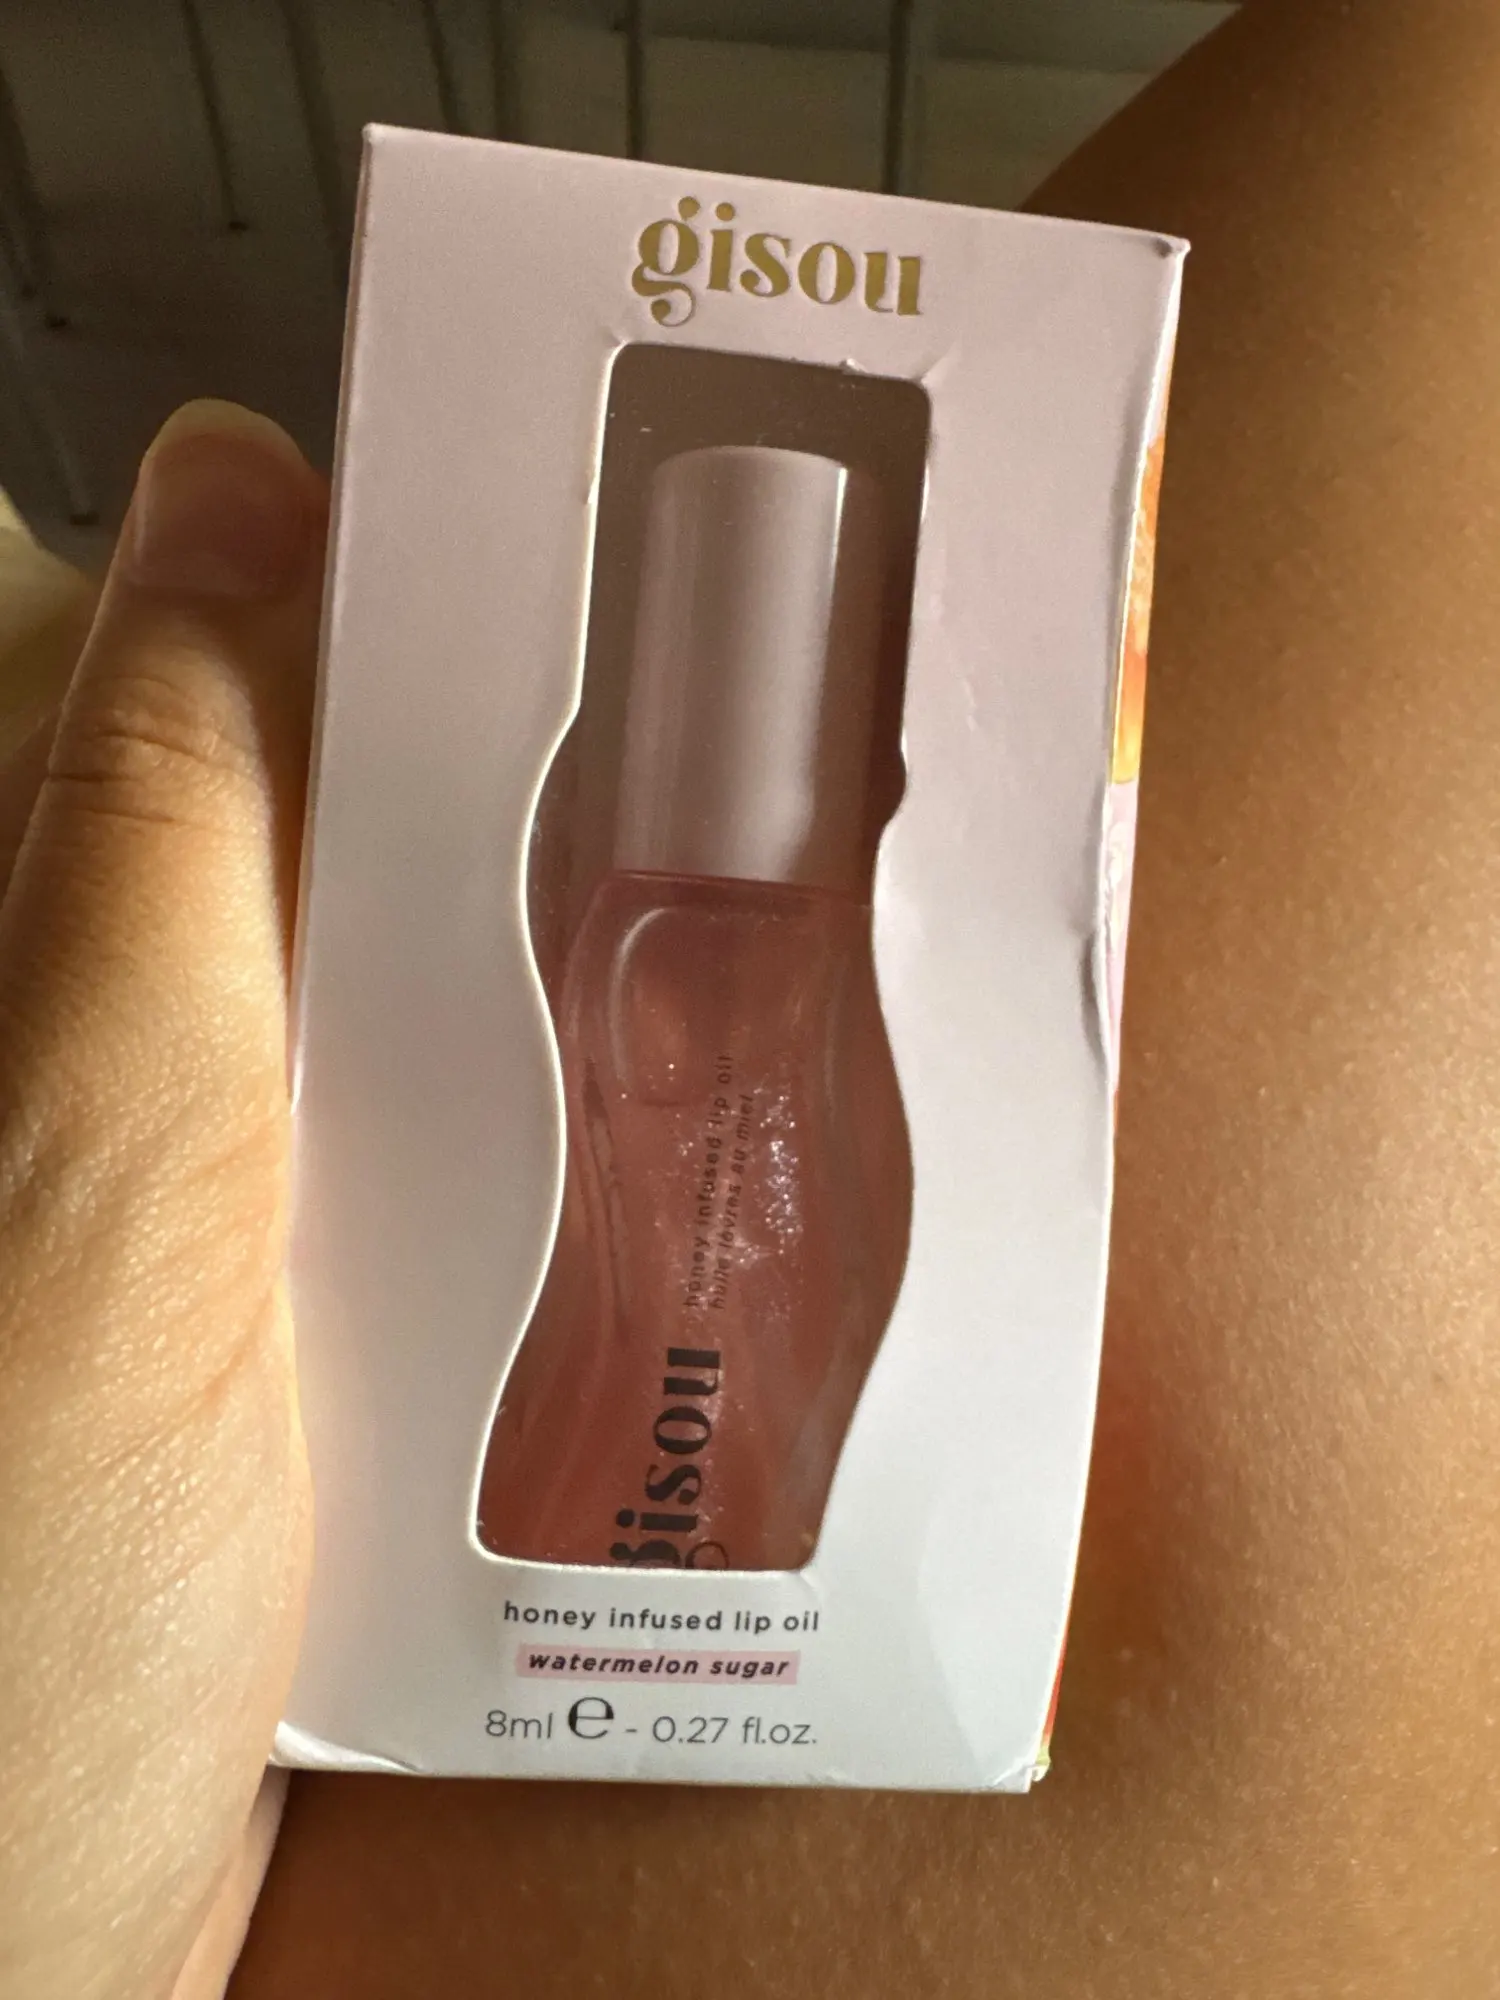 gisou
honey infused lip oil
huile lèvres au miel
gisou
honey infused lip oil
watermelon sugar
8ml e - 0.27 fl.oz.